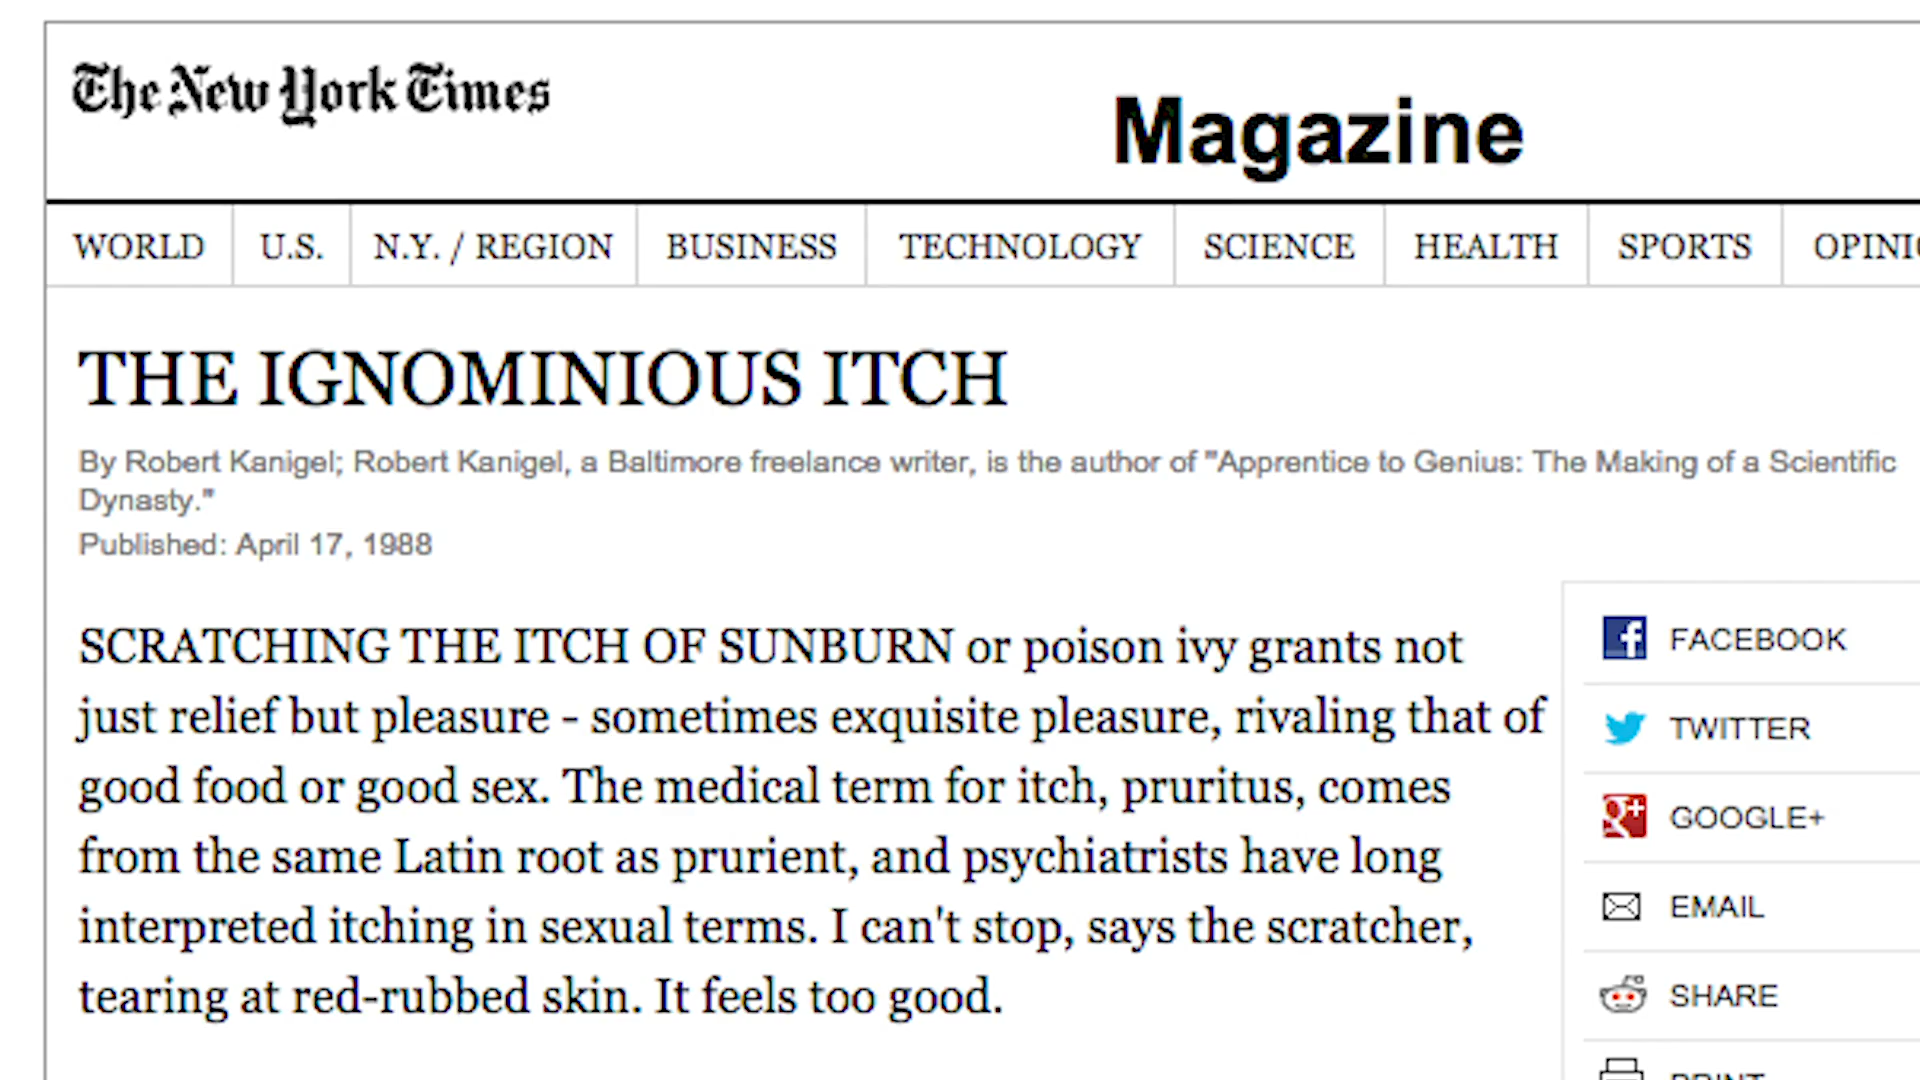 The New York Times
Magazine
WORLD U.S. N.Y. / REGION BUSINESS TECHNOLOGY SCIENCE HEALTH SPORTS
THE IGNOMINIOUS ITCH
By Robert Kanigel; Robert Kanigel, a Baltimore freelance writer, is the author of "Apprentice to Genius: The Making of a Scientific
Dynasty."
Published: April 17, 1988
SCRATCHING THE ITCH OF SUNBURN or poison ivy grants not
just relief but pleasure - sometimes exquisite pleasure, rivaling that of
good food or good sex. The medical term for itch, pruritus, comes
from the same Latin root as prurient, and psychiatrists have long
interpreted itching in sexual terms. I can't stop, says the scratcher,
tearing at red-rubbed skin. It feels too good.
FACEBOOK
TWITTER
GOOGLE+
EMAIL
SHARE